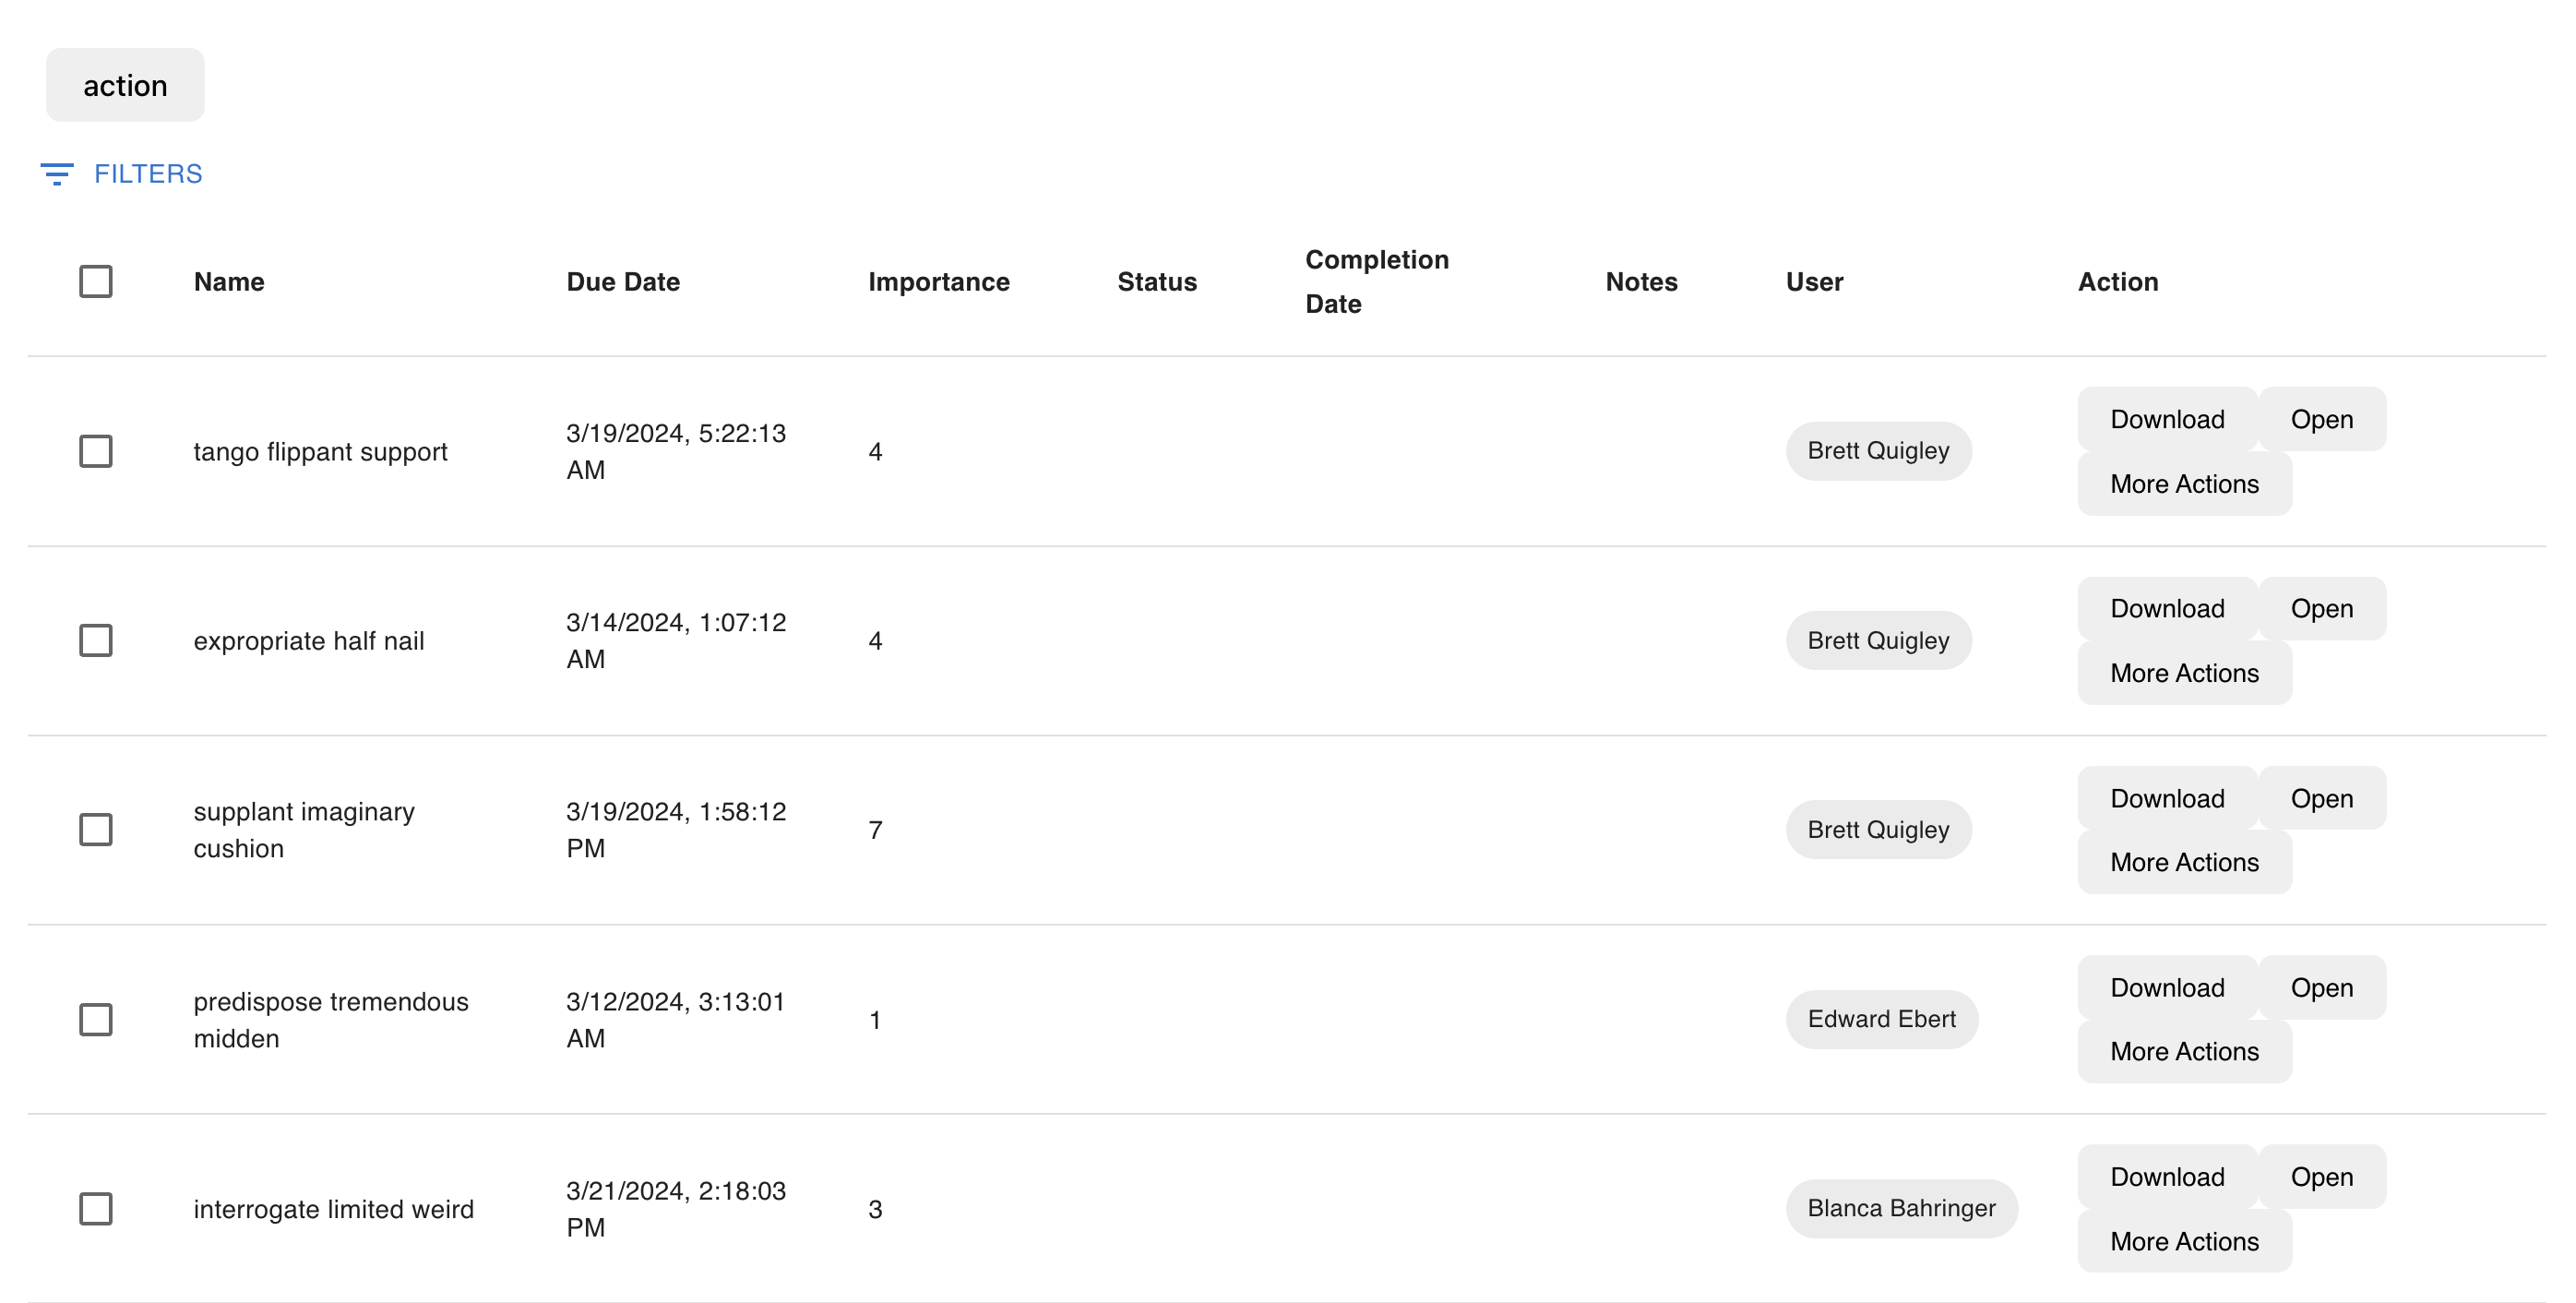 action
FILTERS
Name Due Date Importance Status Completion Date Notes User Action
tango flippant support 3/19/2024, 5:22:13 AM 4 Brett Quigley Download Open
More Actions
expropriate half nail 3/14/2024, 1:07:12 AM 4 Brett Quigley Download Open
More Actions
supplant imaginary cushion 3/19/2024, 1:58:12 PM 7 Brett Quigley Download Open
More Actions
predispose tremendous midden 3/12/2024, 3:13:01 AM 1 Edward Ebert Download Open
More Actions
interrogate limited weird 3/21/2024, 2:18:03 PM 3 Blanca Bahringer Download Open
More Actions